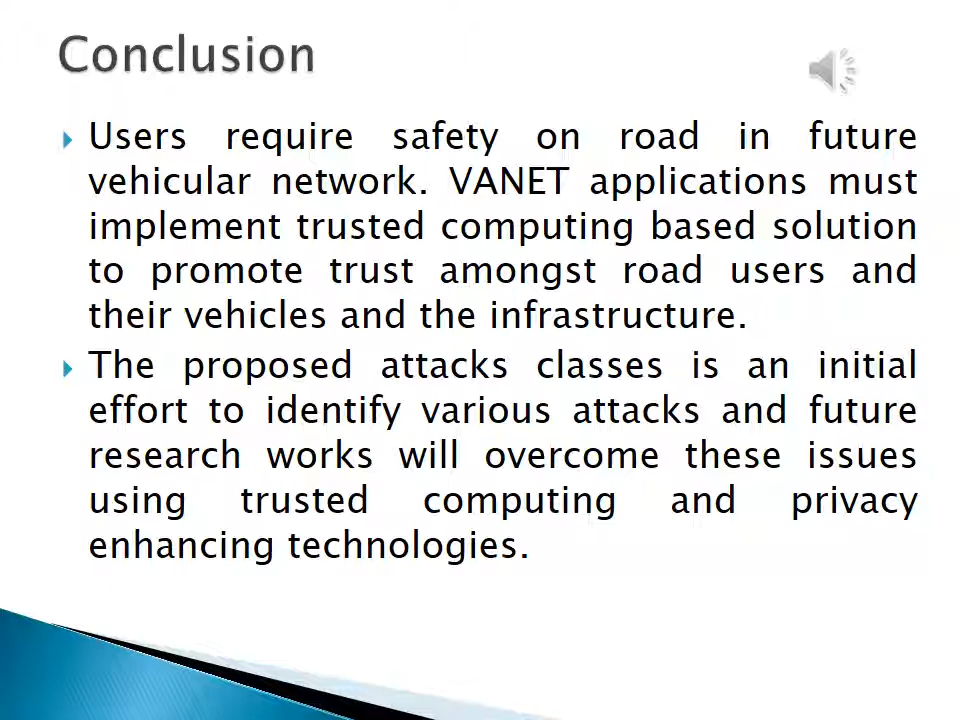 Conclusion
Users require safety on road in future
vehicular network. VANET applications must
implement trusted computing based solution
to promote trust amongst road users and
their vehicles and the infrastructure.
The proposed attacks classes is an initial
effort to identify various attacks and future
research works will overcome these issues
using trusted computing and privacy
enhancing technologies.